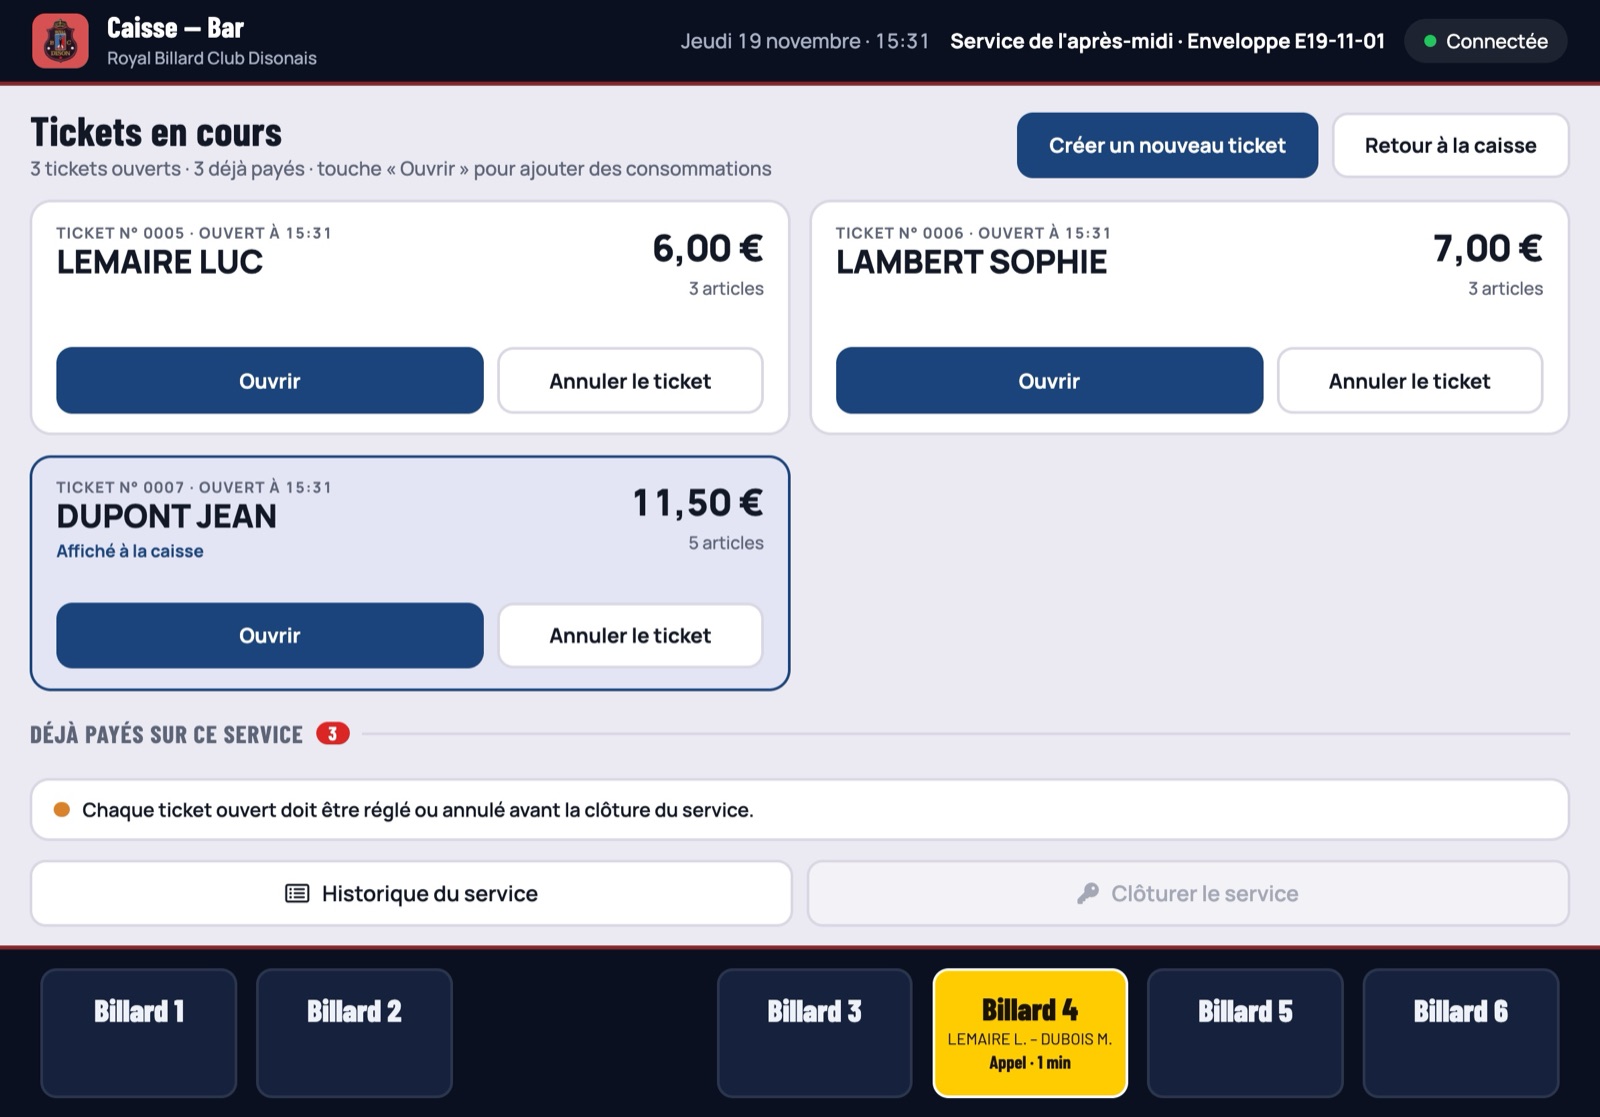 Caisse — Bar
Royal Billard Club Disonais
Jeudi 19 novembre · 15:31
Service de l'après-midi · Enveloppe E19-11-01
Connectée
Tickets en cours
3 tickets ouverts · 3 déjà payés · touche « Ouvrir » pour ajouter des consommations
Créer un nouveau ticket
Retour à la caisse
TICKET N° 0005 · OUVERT À 15:31
LEMAIRE LUC
6,00 €
3 articles
Ouvrir
Annuler le ticket
TICKET N° 0006 · OUVERT À 15:31
LAMBERT SOPHIE
7,00 €
3 articles
Ouvrir
Annuler le ticket
TICKET N° 0007 · OUVERT À 15:31
DUPONT JEAN
Affiché à la caisse
11,50 €
5 articles
Ouvrir
Annuler le ticket
DÉJÀ PAYÉS SUR CE SERVICE 3
Chaque ticket ouvert doit être réglé ou annulé avant la clôture du service.
Historique du service
Clôturer le service
Billard 1
Billard 2
Billard 3
Billard 4
LEMAIRE L. – DUBOIS M.
Appel · 1 min
Billard 5
Billard 6